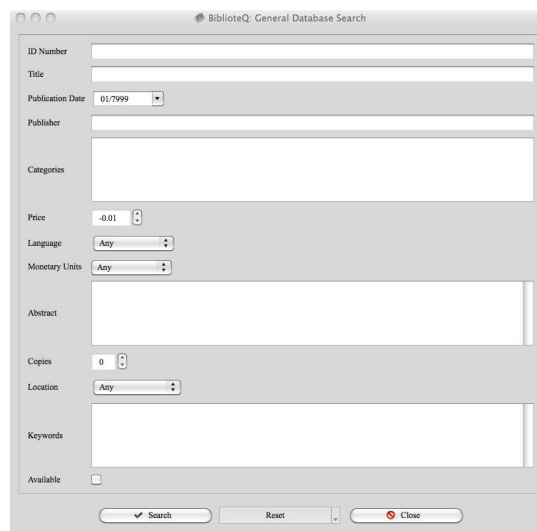 BiblioteQ: General Database Search
ID Number
Title
Publication Date 01/7999
Publisher
Categories
Price -0.01
Language Any
Monetary Units Any
Abstract
Copies 0
Location Any
Keywords
Available
Search Reset Close